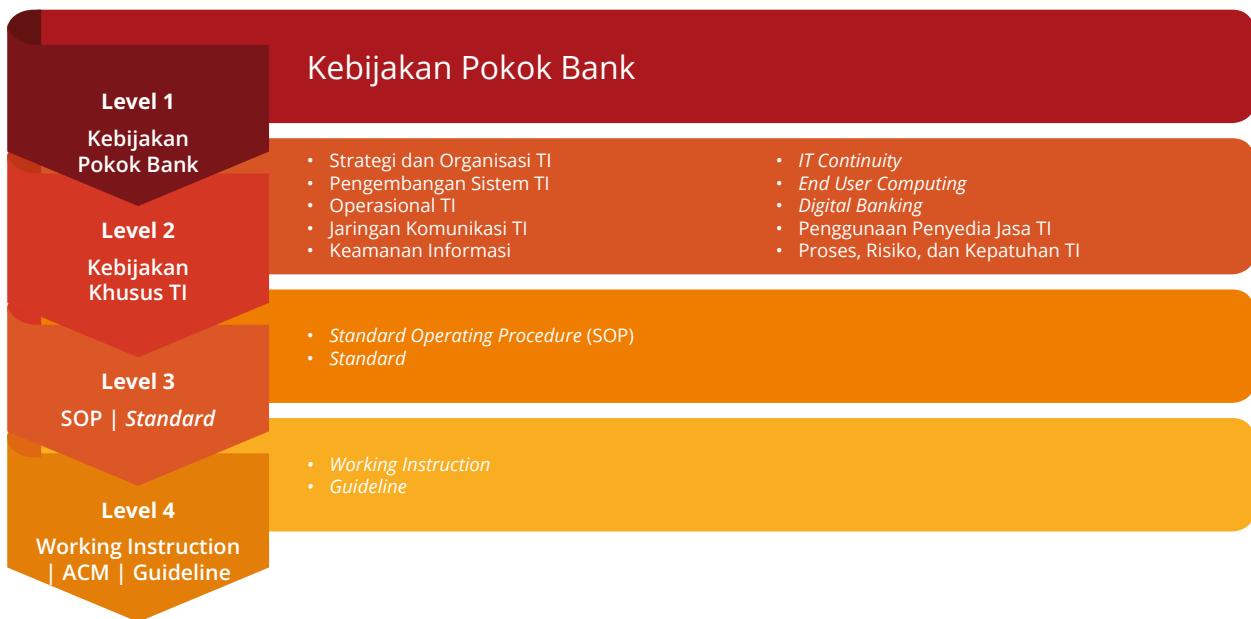 Level 1
Kebijakan
Pokok Bank
Kebijakan Pokok Bank
Level 2
Kebijakan
Khusus TI
• Strategi dan Organisasi TI
• Pengembangan Sistem TI
• Operasional TI
• Jaringan Komunikasi TI
• Keamanan Informasi
• IT Continuity
• End User Computing
• Digital Banking
• Penggunaan Penyedia Jasa TI
• Proses, Risiko, dan Kepatuhan TI
Level 3
SOP | Standard
• Standard Operating Procedure (SOP)
• Standard
Level 4
Working Instruction
| ACM | Guideline
• Working Instruction
• Guideline